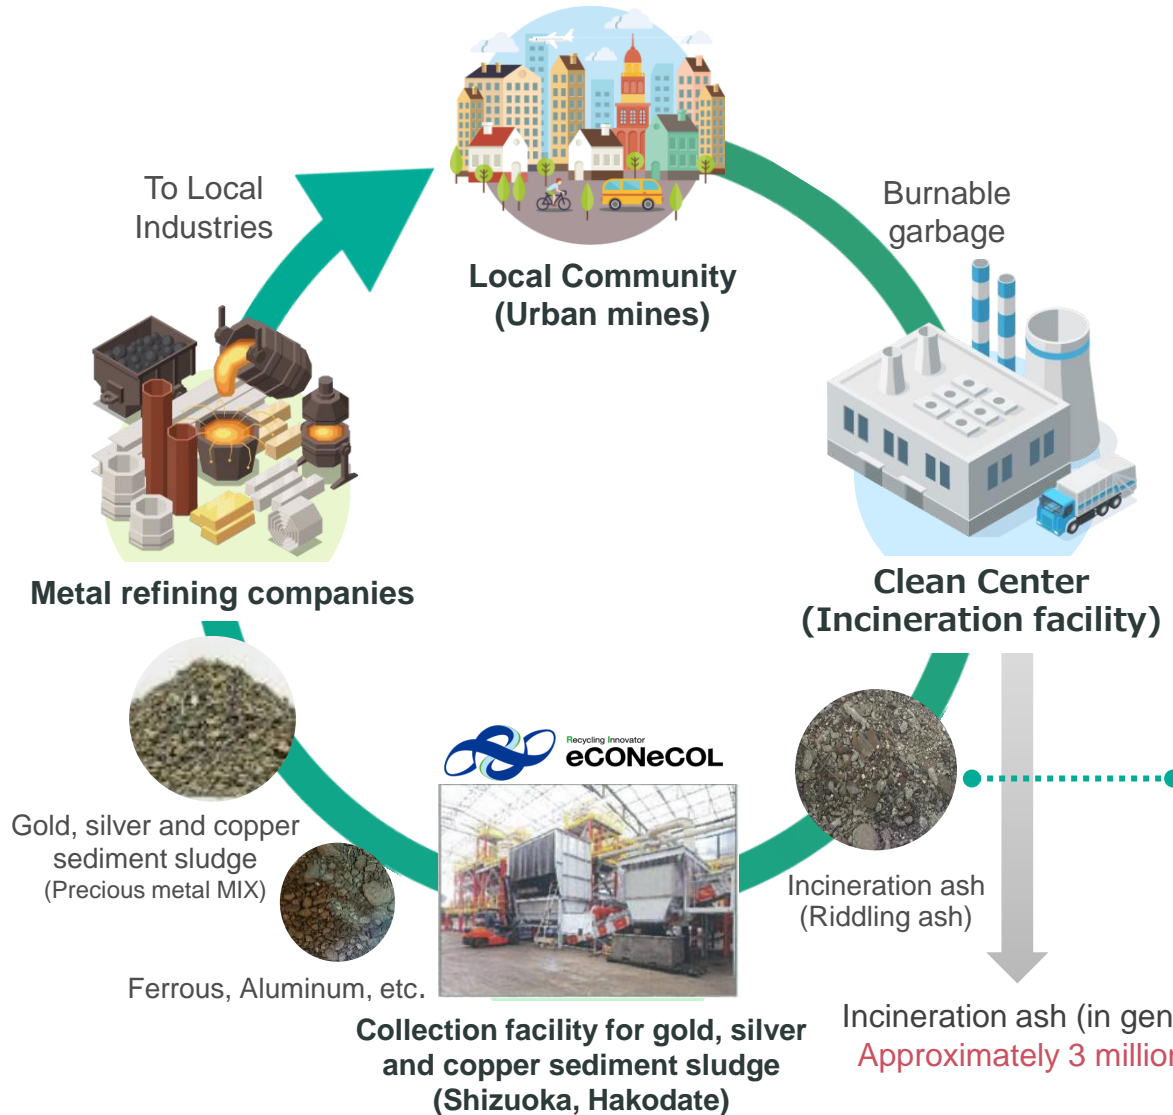 To Local
Industries
Burnable
garbage
Local Community
(Urban mines)
Metal refining companies
Clean Center
(Incineration facility)
Recycling Innovator
eCONeCOL
Gold, silver and copper
sediment sludge
(Precious metal MIX)
Incineration ash
(Riddling ash)
Ferrous, Aluminum, etc.
Collection facility for gold, silver
and copper sediment sludge
(Shizuoka, Hakodate)
Incineration ash (in gen
Approximately 3 million